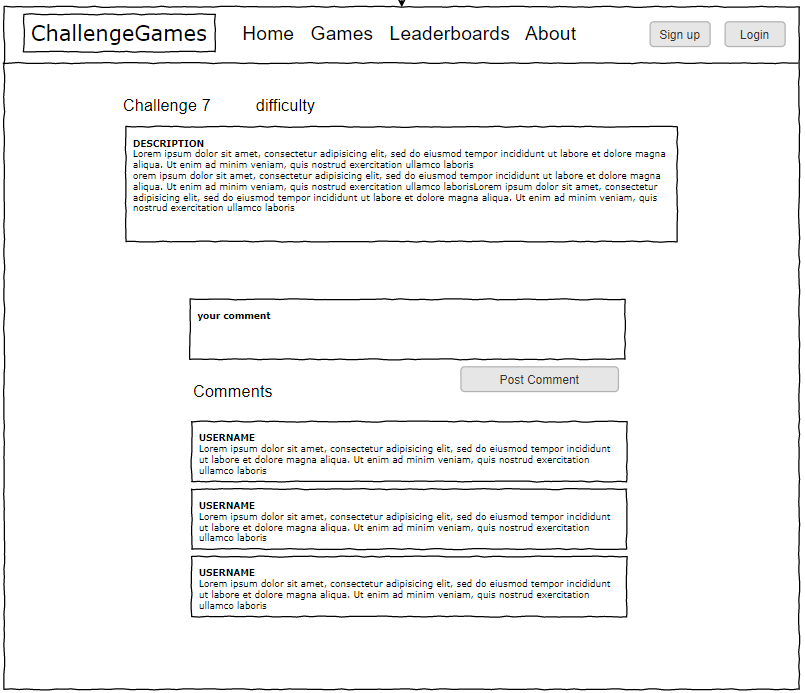 ChallengeGames Home Games Leaderboards About Sign up Login
Challenge 7 difficulty
DESCRIPTION
Lorem ipsum dolor sit amet, consectetur adipisicing elit, sed do eiusmod tempor incididunt ut labore et dolore magna
aliqua. Ut enim ad minim veniam, quis nostrud exercitation ullamco laboris
orem ipsum dolor sit amet, consectetur adipisicing elit, sed do eiusmod tempor incididunt ut labore et dolore magna
aliqua. Ut enim ad minim veniam, quis nostrud exercitation ullamco laborisLorem ipsum dolor sit amet, consectetur
adipisicing elit, sed do eiusmod tempor incididunt ut labore et dolore magna aliqua. Ut enim ad minim veniam, quis
nostrud exercitation ullamco laboris
your comment
Post Comment
Comments
USERNAME
Lorem ipsum dolor sit amet, consectetur adipisicing elit, sed do eiusmod tempor incididunt
ut labore et dolore magna aliqua. Ut enim ad minim veniam, quis nostrud exercitation
ullamco laboris
USERNAME
Lorem ipsum dolor sit amet, consectetur adipisicing elit, sed do eiusmod tempor incididunt
ut labore et dolore magna aliqua. Ut enim ad minim veniam, quis nostrud exercitation
ullamco laboris
USERNAME
Lorem ipsum dolor sit amet, consectetur adipisicing elit, sed do eiusmod tempor incididunt
ut labore et dolore magna aliqua. Ut enim ad minim veniam, quis nostrud exercitation
ullamco laboris